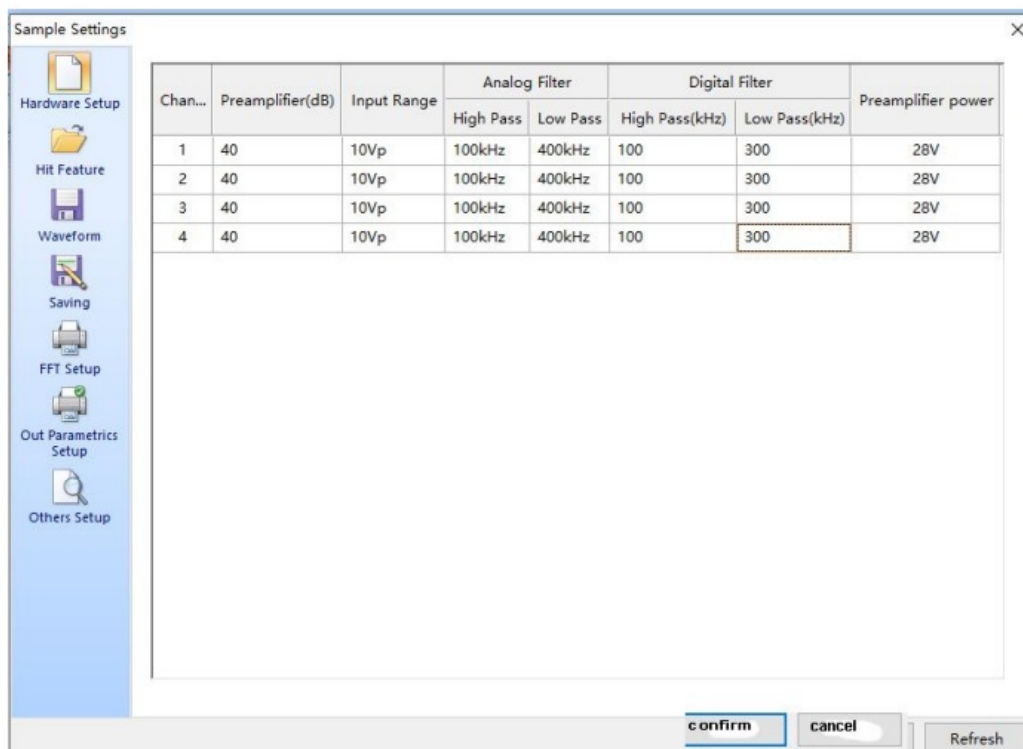 Sample Settings
Hardware Setup
Hit Feature
Waveform
Saving
FFT Setup
Out Parametrics
Setup
Others Setup
Chan... Preamplifier(dB) Input Range Analog Filter Digital Filter Preamplifier power
High Pass Low Pass High Pass(kHz) Low Pass(kHz)
1 40 10Vp 100kHz 400kHz 100 300 28V
2 40 10Vp 100kHz 400kHz 100 300 28V
3 40 10Vp 100kHz 400kHz 100 300 28V
4 40 10Vp 100kHz 400kHz 100 300 28V
confirm cancel Refresh